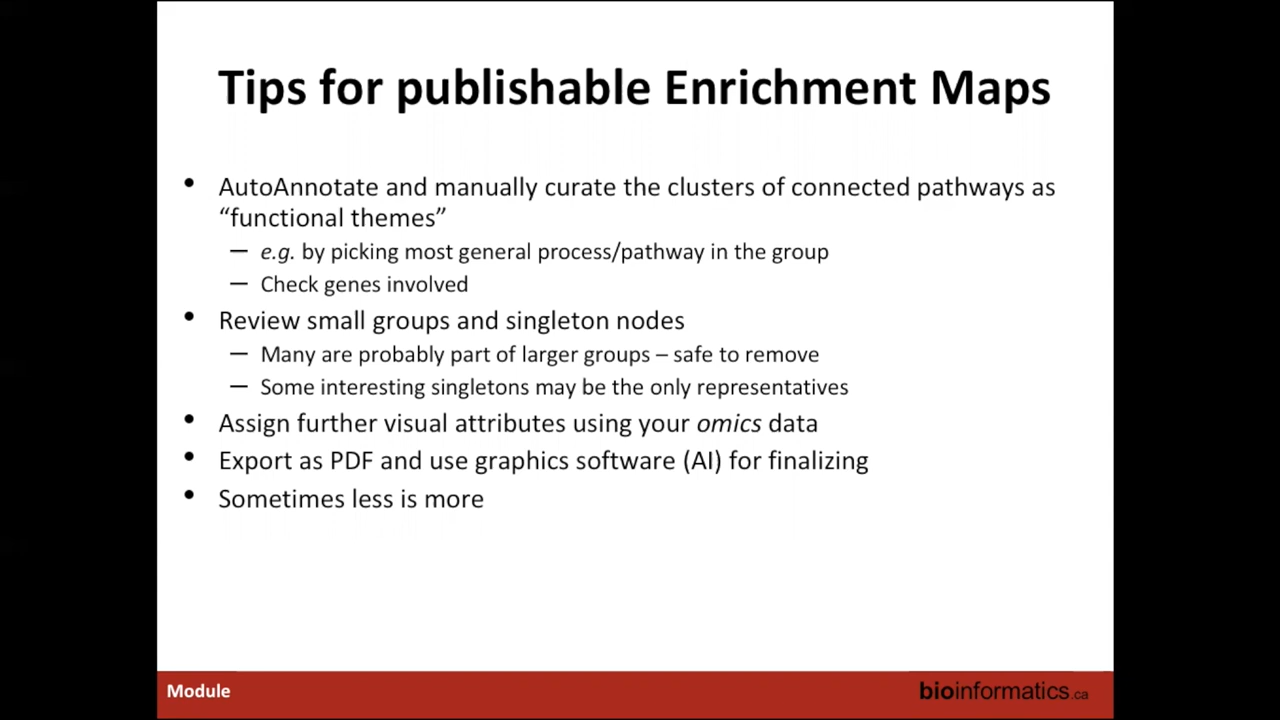 Tips for publishable Enrichment Maps
• AutoAnnotate and manually curate the clusters of connected pathways as
“functional themes”
– e.g. by picking most general process/pathway in the group
– Check genes involved
• Review small groups and singleton nodes
– Many are probably part of larger groups – safe to remove
– Some interesting singletons may be the only representatives
• Assign further visual attributes using your omics data
• Export as PDF and use graphics software (AI) for finalizing
• Sometimes less is more
Module
bioinformatics.ca